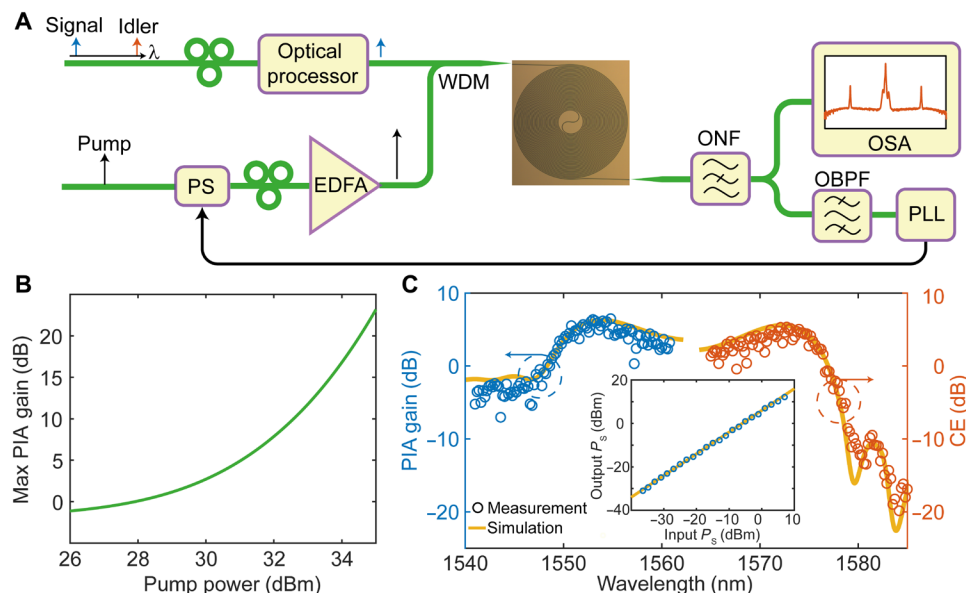 A
Signal
Idler
λ
Optical
processor
WDM
Pump
PS
EDFA
ONF
OSA
OBPF
PLL
B
Max PIA gain (dB)
20
15
10
5
0
26
28
30
32
34
Pump power (dBm)
C
PIA gain (dB)
10
0
−10
−20
10
0
−10
−20
CE (dB)
Output Pₛ (dBm)
20
0
−20
−40
−30
−20
−10
0
10
Input Pₛ (dBm)
Measurement
Simulation
1540
1550
1560
1570
1580
Wavelength (nm)